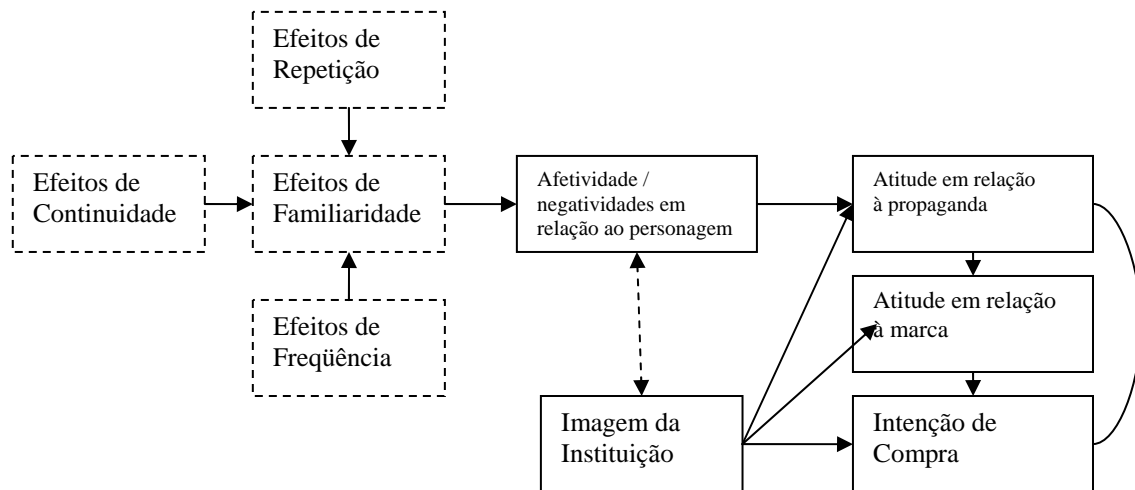 Efeitos de
Repetição
Efeitos de
Continuidade
Efeitos de
Familiaridade
Afetividade /
negatividades em
relação ao personagem
Atitude em relação
à propaganda
Efeitos de
Freqüência
Atitude em relação
à marca
Imagem da
Instituição
Intenção de
Compra